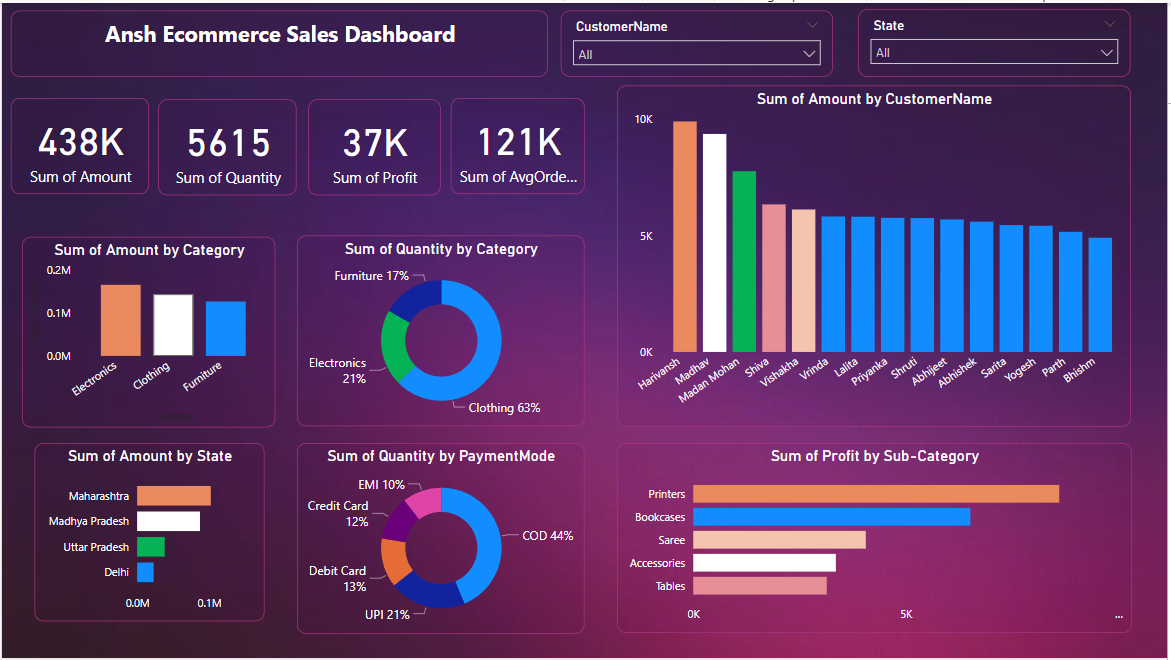 Ansh Ecommerce Sales Dashboard
CustomerName
All
State
All
438K
Sum of Amount
5615
Sum of Quantity
37K
Sum of Profit
121K
Sum of AvgOrde...
Sum of Amount by CustomerName
10K
5K
0K
Harivansh
Madhav
Madan Mohan
Shiva
Vishakha
Vrinda
Lalita
Priyanka
Shruti
Abhijeet
Abhishek
Sarita
Yogesh
Parth
Bhishm
Sum of Amount by Category
0.2M
0.1M
0.0M
Electronics
Clothing
Furniture
Sum of Quantity by Category
Furniture 17%
Electronics
21%
Clothing 63%
Sum of Amount by State
Maharashtra
Madhya Pradesh
Uttar Pradesh
Delhi
0.0M
0.1M
Sum of Quantity by PaymentMode
EMI 10%
Credit Card
12%
COD 44%
Debit Card
13%
UPI 21%
Sum of Profit by Sub-Category
Printers
Bookcases
Saree
Accessories
Tables
0K
5K
...